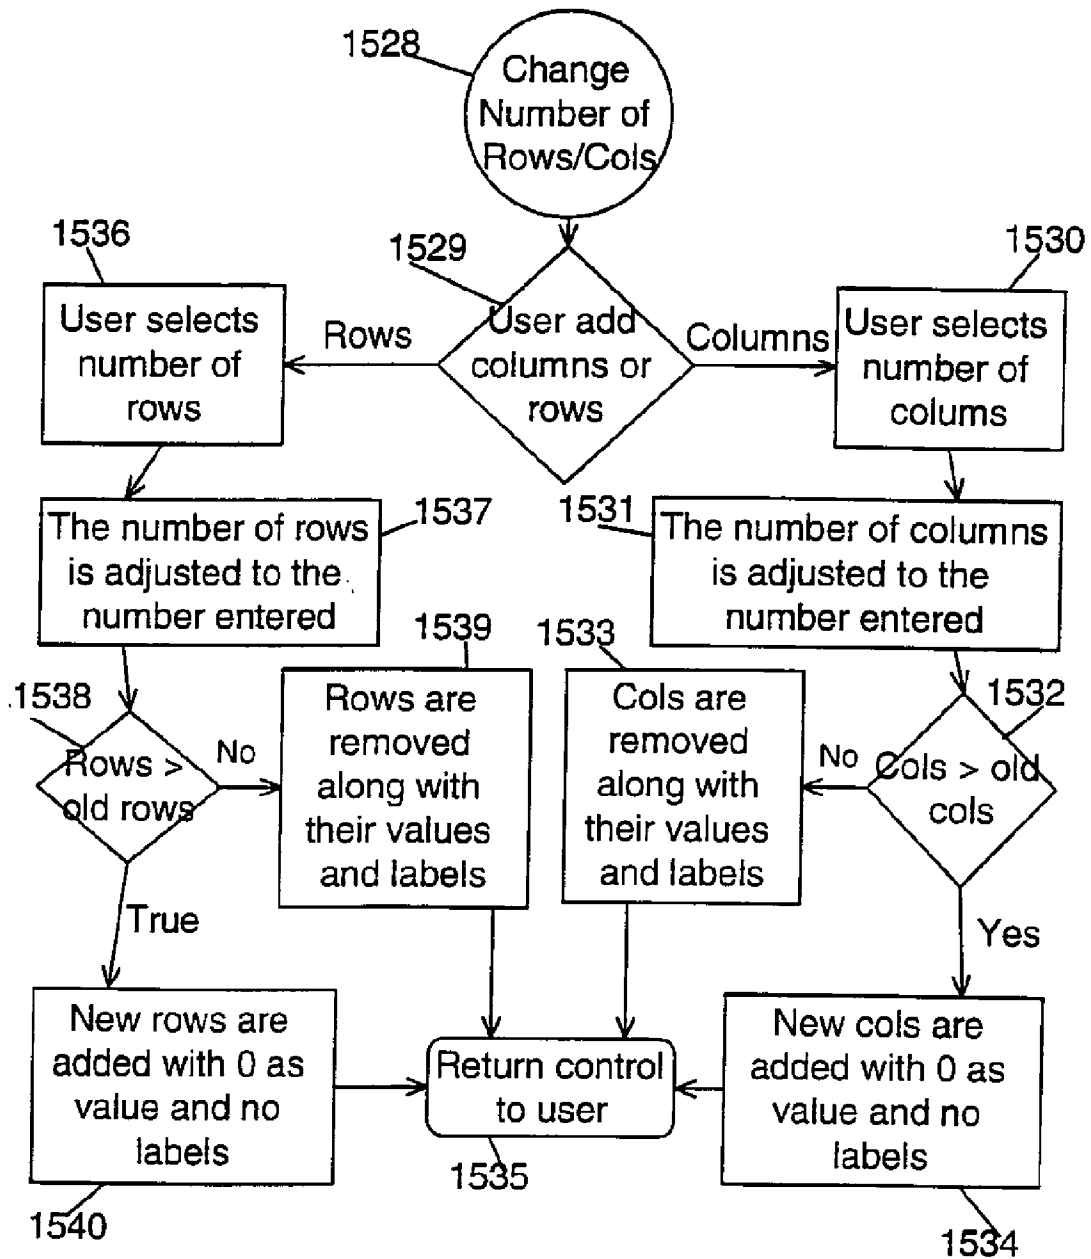 1528
Change
Number of
Rows/Cols
1536
1529
1530
User selects
number of
rows
Rows
User add
columns or
rows
Columns
User selects
number of
colums
1537
1531
The number of rows
is adjusted to the
number entered
The number of columns
is adjusted to the
number entered
1539
1533
1538
1532
Rows >
old rows
No
Rows are
removed
along with
their values
and labels
Cols are
removed
along with
their values
and labels
No
Cols > old
cols
True
Yes
New rows are
added with 0 as
value and no
labels
Return control
to user
New cols are
added with 0 as
value and no
labels
1535
1540
1534